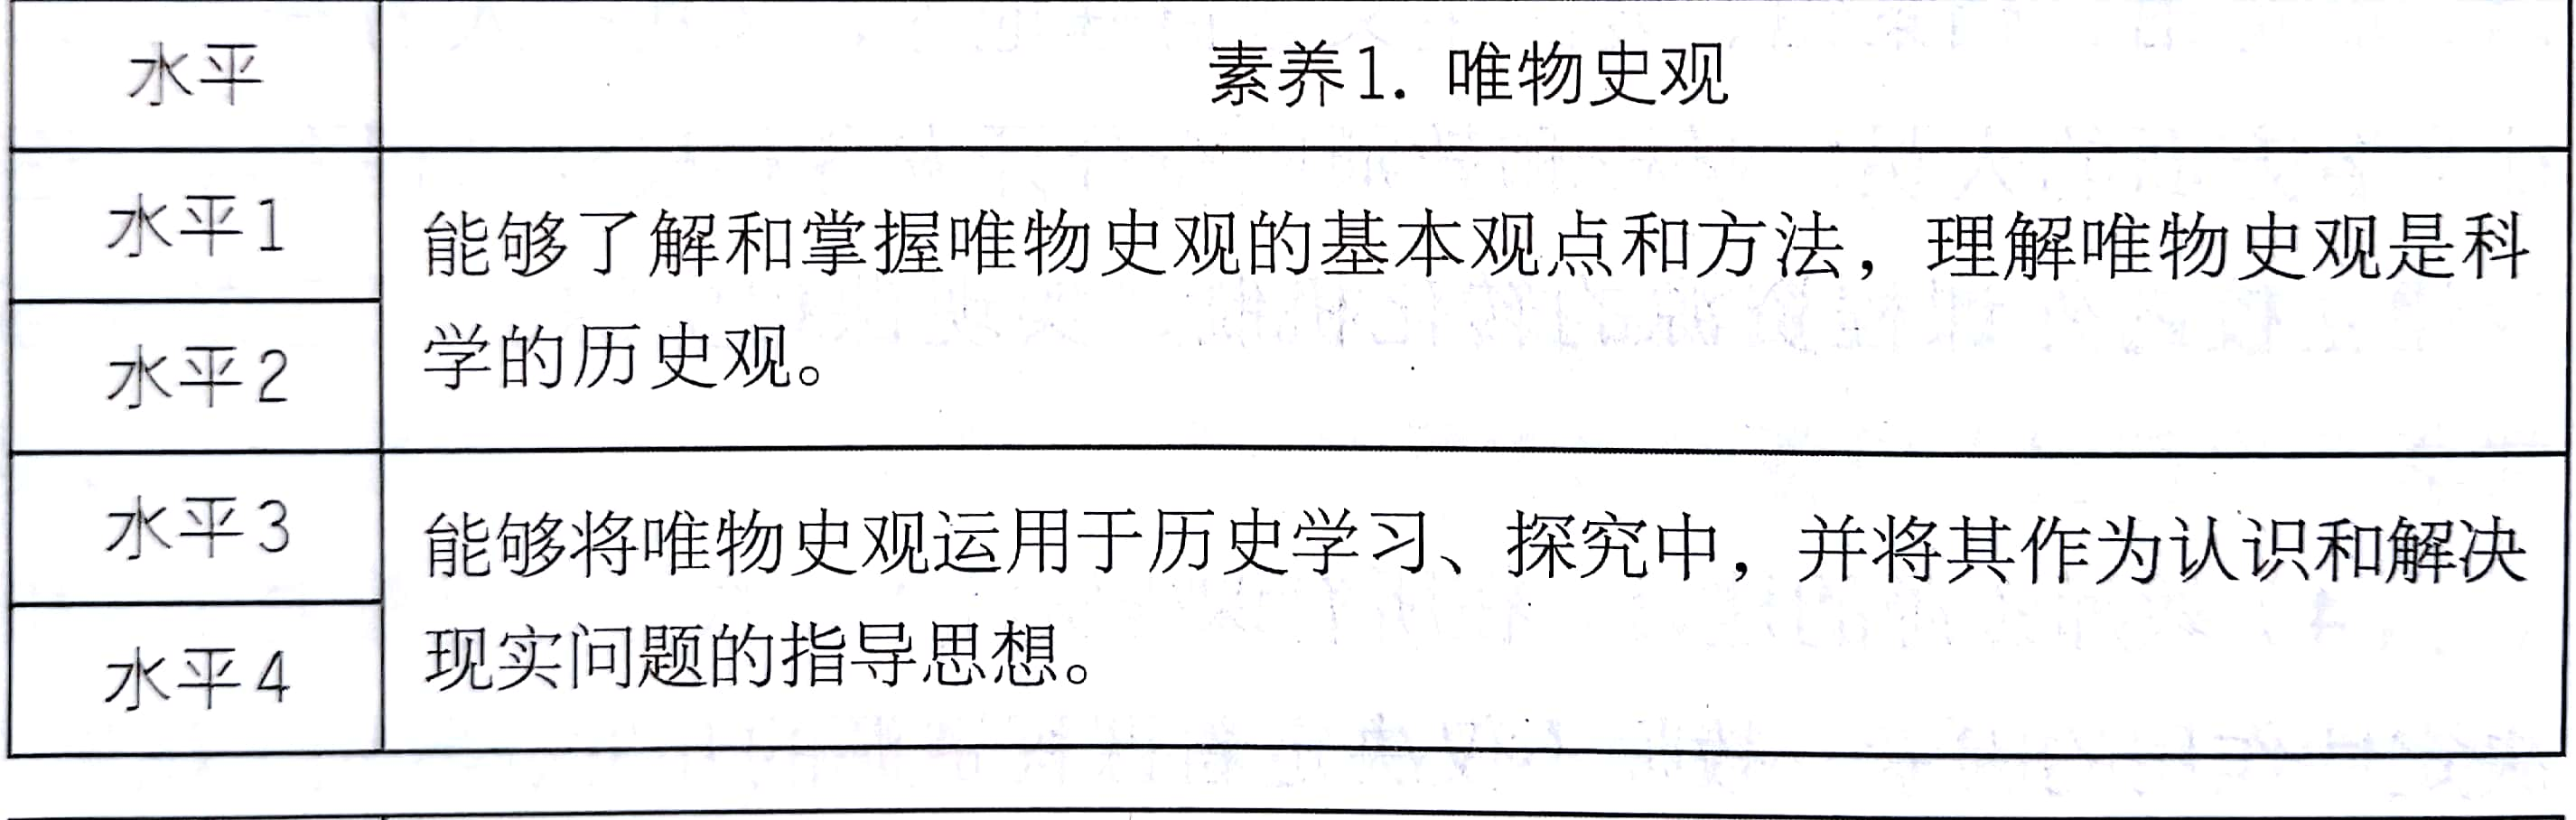 水平
素养1. 唯物史观
水平1
水平2
能够了解和掌握唯物史观的基本观点和方法，理解唯物史观是科
学的历史观。
水平3
水平4
能够将唯物史观运用于历史学习、探究中，并将其作为认识和解决
现实问题的指导思想。